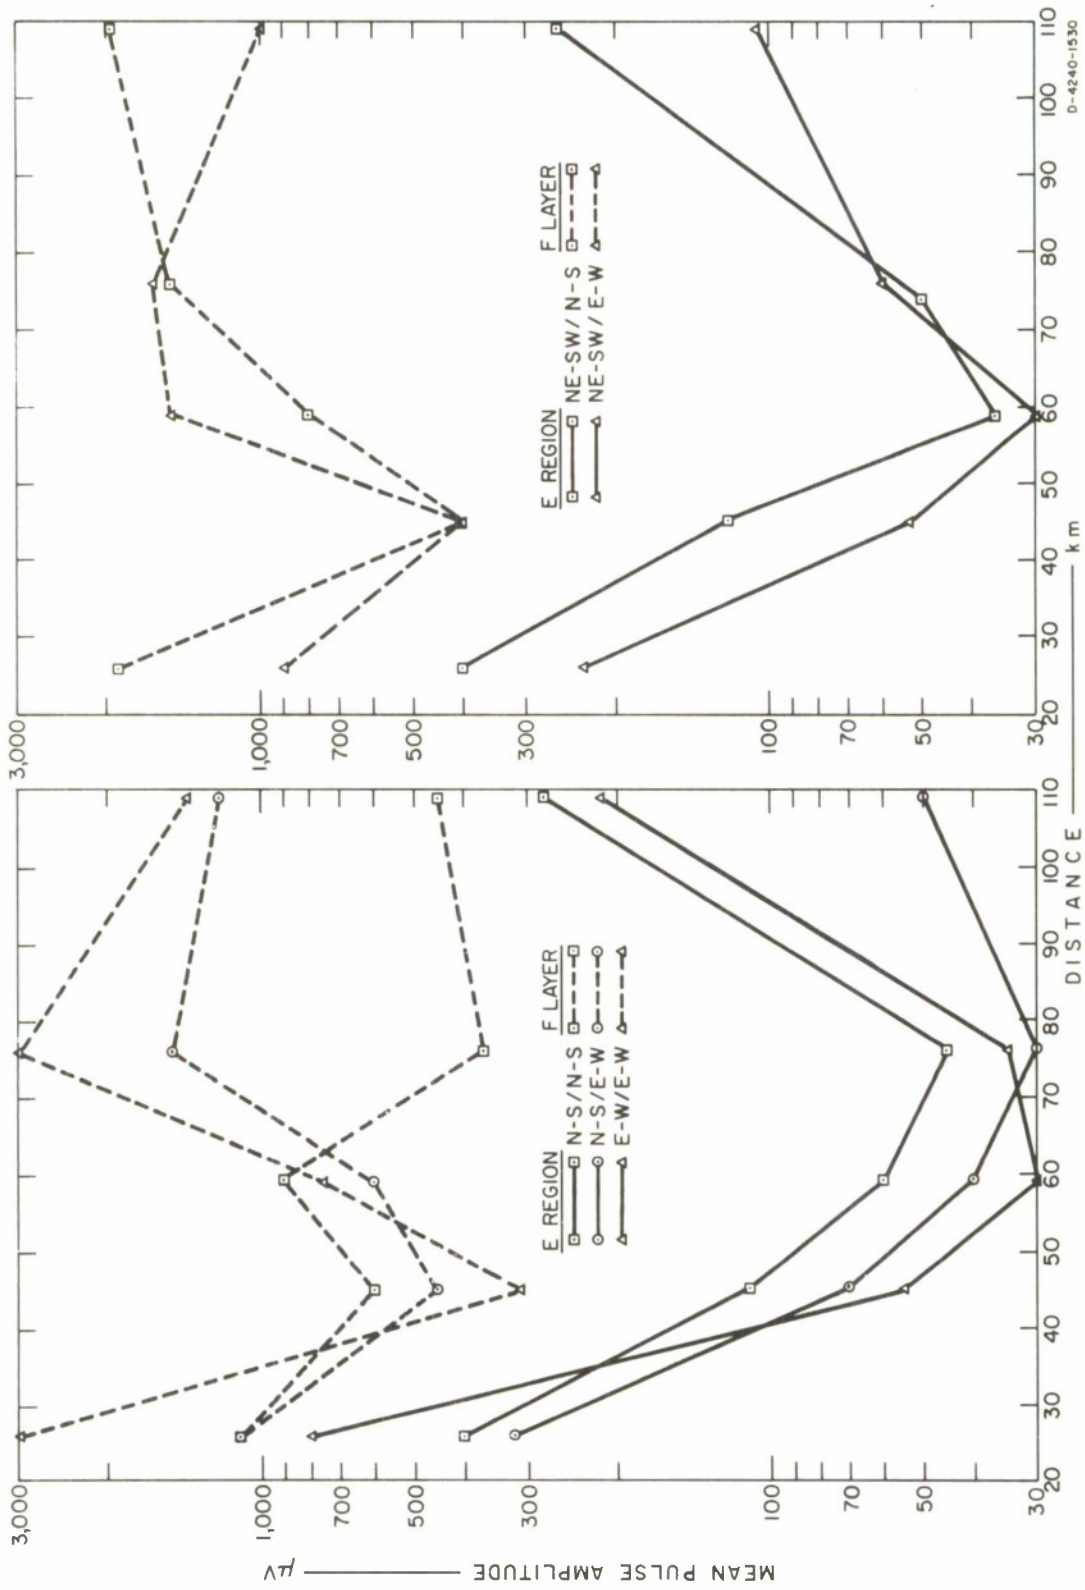 MEAN PULSE AMPLITUDE — μV
3,000
1,000
700
500
300
100
70
50
30
20 30 40 50 60 70 80 90 100 110
E REGION F LAYER
N-S/N-S
N-S/E-W
E-W/E-W
3,000
1,000
700
500
300
100
70
50
30
20 30 40 50 60 70 80 90 100 110
E REGION F LAYER
NE-SW/N-S
NE-SW/E-W
DISTANCE — km
D-4240-1530